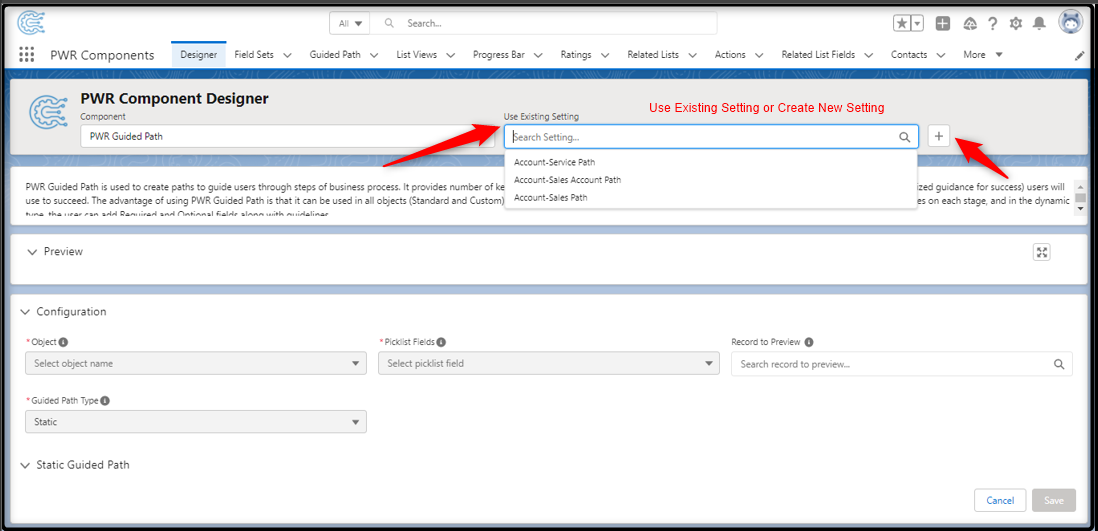 All
Search...
PWR Components
Designer
Field Sets
Guided Path
List Views
Progress Bar
Ratings
Related Lists
Actions
Related List Fields
Contacts
More
PWR Component Designer
Use Existing Setting or Create New Setting
Component
Use Existing Setting
PWR Guided Path
Search Setting...
Account-Service Path
Account-Sales Account Path
Account-Sales Path
PWR Guided Path is used to create paths to guide users through steps of business process. It provides number of ized guidance for success) users will
use to succeed. The advantage of using PWR Guided Path is that it can be used in all objects (Standard and Custom) es on each stage, and in the dynamic
type, the user can add Required and Optional fields along with guidelines
Preview
Configuration
* Object
* Picklist Fields
Record to Preview
Select object name
Select picklist field
Search record to preview...
* Guided Path Type
Static
Static Guided Path
Cancel
Save